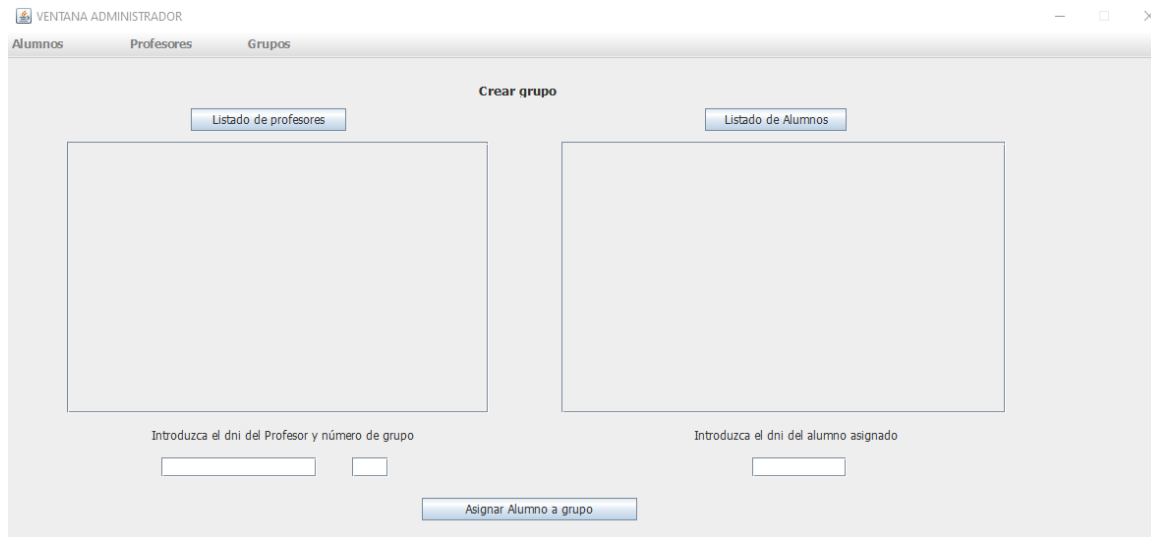 VENTANA ADMINISTRADOR
Alumnos Profesores Grupos
Crear grupo
Listado de profesores
Listado de Alumnos
Introduzca el dni del Profesor y número de grupo
Introduzca el dni del alumno asignado
Asignar Alumno a grupo